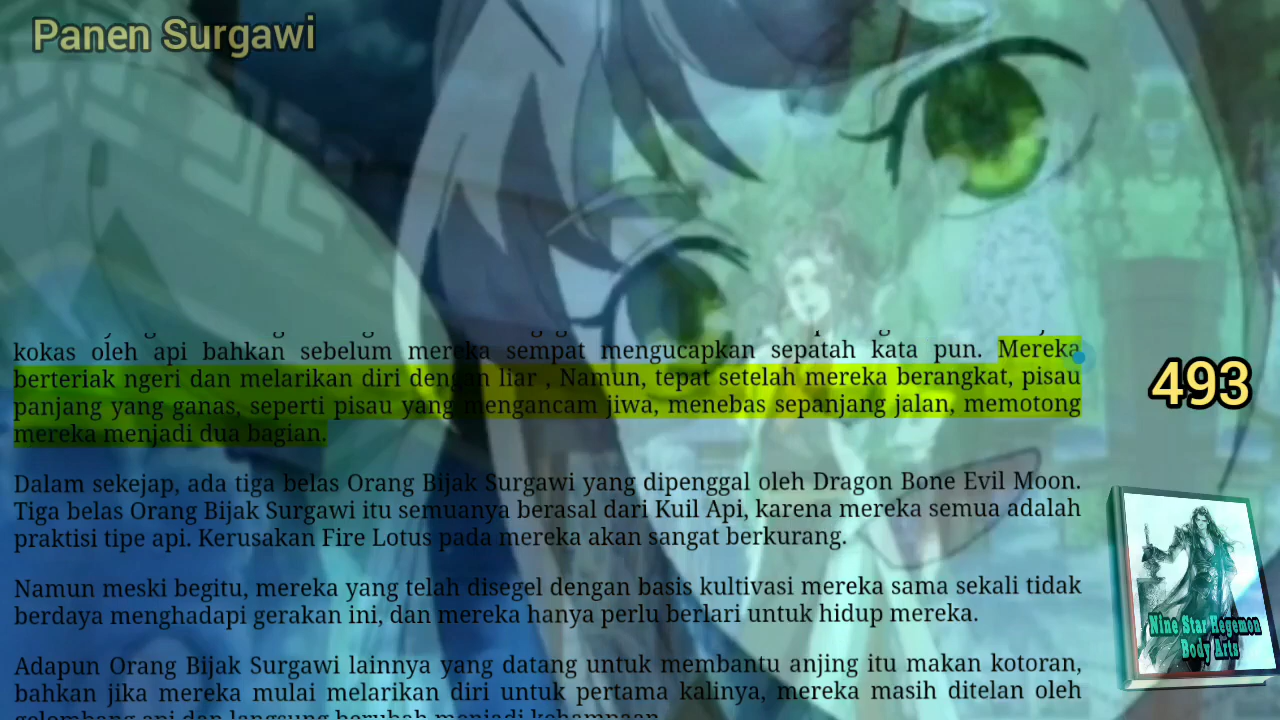 Panen Surgawi
kokas oleh api bahkan sebelum mereka sempat mengucapkan sepatah kata pun. Mereka
berteriak ngeri dan melarikan diri dengan liar , Namun, tepat setelah mereka berangkat, pisau
panjang yang ganas, seperti pisau yang mengancam jiwa, menebas sepanjang jalan, memotong
mereka menjadi dua bagian.
493
Dalam sekejap, ada tiga belas Orang Bijak Surgawi yang dipenggal oleh Dragon Bone Evil Moon.
Tiga belas Orang Bijak Surgawi itu semuanya berasal dari Kuil Api, karena mereka semua adalah
praktisi tipe api. Kerusakan Fire Lotus pada mereka akan sangat berkurang.
Namun meski begitu, mereka yang telah disegel dengan basis kultivasi mereka sama sekali tidak
berdaya menghadapi gerakan ini, dan mereka hanya perlu berlari untuk hidup mereka.
Nine Star Hegemon
Body Arts
Adapun Orang Bijak Surgawi lainnya yang datang untuk membantu anjing itu makan kotoran,
bahkan jika mereka mulai melarikan diri untuk pertama kalinya, mereka masih ditelan oleh
gelombang api dan langsung berubah menjadi kehampaan